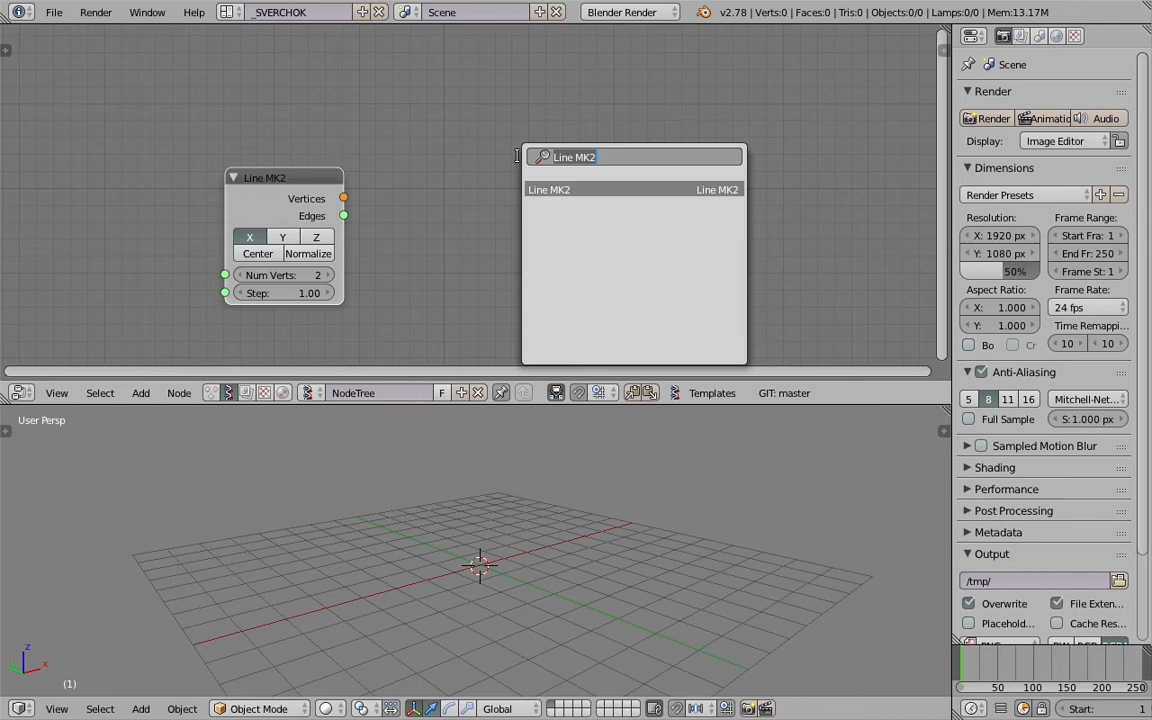 File Render Window Help _SVERCHOK Scene Blender Render v2.78 | Verts:0 | Faces:0 | Tris:0 | Objects:0/0 | Lamps:0/0 | Mem:13.17M
Line MK2
Vertices
Edges
X Y Z
Center Normalize
Num Verts: 2
Step: 1.00
Line MK2
Line MK2 Line MK2
View Select Add Node NodeTree F Templates GIT: master
User Persp
z
x
(1)
View Select Add Object Object Mode Global
Scene
Render
Render Animatic Audio
Display: Image Editor
Dimensions
Render Presets
Resolution: Frame Range:
X: 1920 px Start Fra: 1
Y: 1080 px End Fr: 250
50% Frame St: 1
Aspect Ratio: Frame Rate:
X: 1.000 24 fps
Y: 1.000 Time Remappi...
Bo Cr 10 10
Anti-Aliasing
5 8 11 16 Mitchell-Net...
Full Sample S:1.000 px
Sampled Motion Blur
Shading
Performance
Post Processing
Metadata
Output
/tmp/
Overwrite File Exten...
Placehold... Cache Res...
50 100 150 200 250
Start: 1